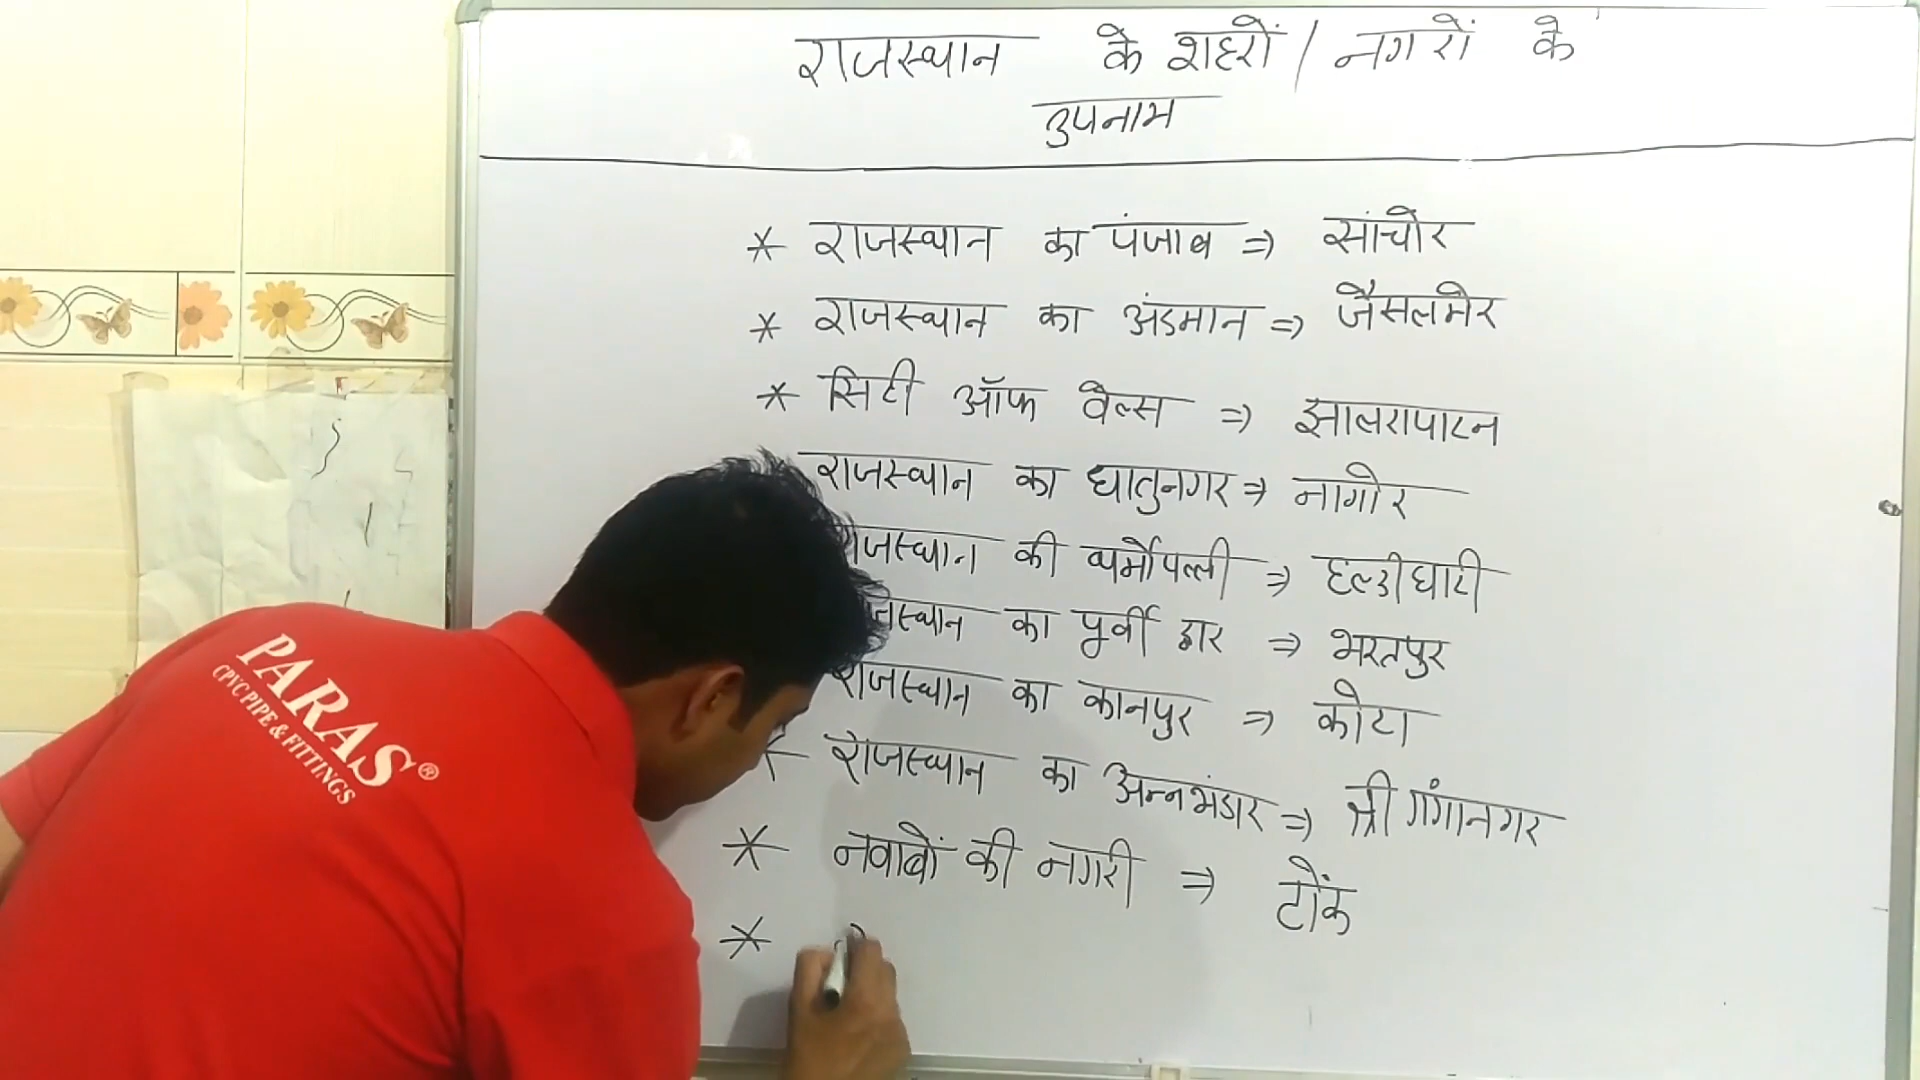 राजस्थान के शहरों / नगरों के
उपनाम
* राजस्थान का पंजाब => सांचोर
* राजस्थान का अंडमान => जैसलमेर
* सिटी ऑफ वेल्स => झालरापाटन
राजस्थान का धातुनगर => नागोर
राजस्थान की थर्मोपल्ली => हल्दीघाटी
जस्थान का पूर्वी द्वार => भरतपुर
राजस्थान का कानपुर => कोटा
* राजस्थान का अन्नभंडार => श्री गंगानगर
* नवाबों की नगरी => टोंक
*
PARAS®
CPVC PIPE & FITTINGS